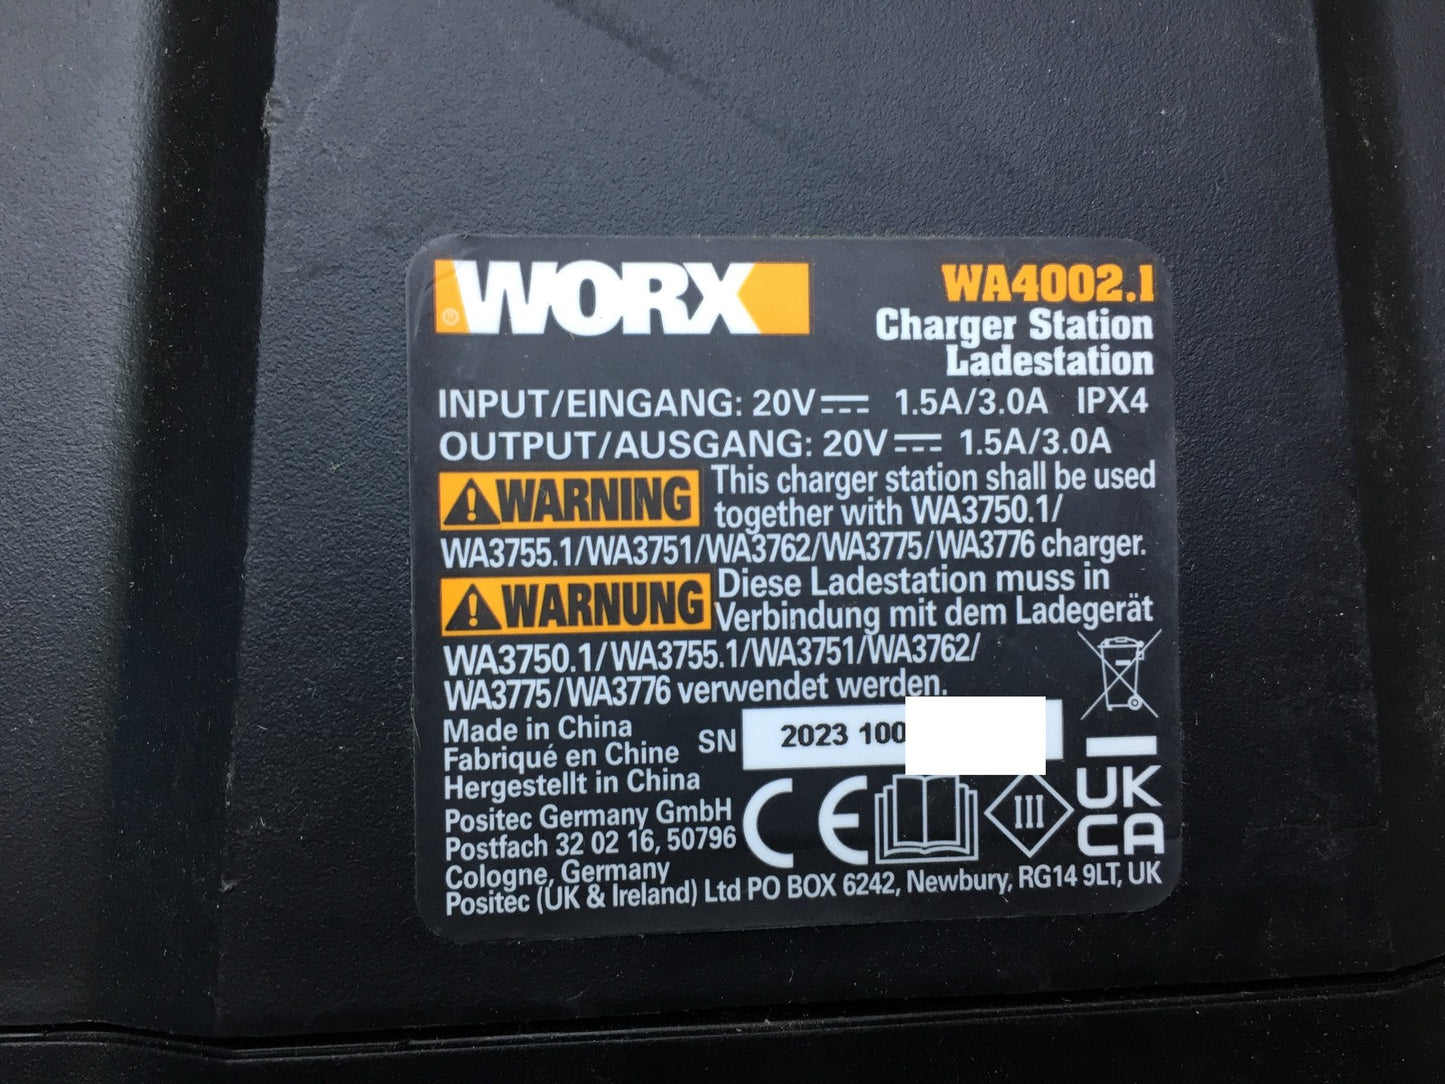 WORX
®
WA4002.1
Charger Station
Ladestation
INPUT/EINGANG: 20V 1.5A/3.0A IPX4
OUTPUT/AUSGANG: 20V 1.5A/3.0A
WARNING This charger station shall be used
together with WA3750.1/
WA3755.1/WA3751/WA3762/WA3775/WA3776 charger.
WARNUNG Diese Ladestation muss in
Verbindung mit dem Ladegerät
WA3750.1/WA3755.1/WA3751/WA3762/
WA3775/WA3776 verwendet werden.
Made in China
Fabriqué en Chine
Hergestellt in China
SN 2023 100
Positec Germany GmbH
Postfach 32 02 16, 50796
Cologne, Germany
Positec (UK & Ireland) Ltd PO BOX 6242, Newbury, RG14 9LT, UK
CE
III
UK
CA